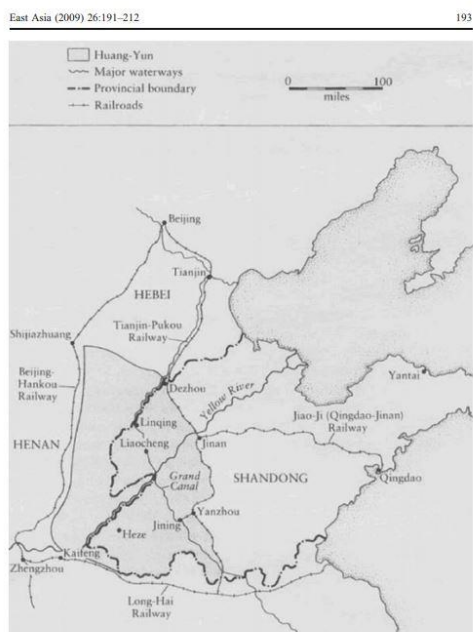 East Asia (2009) 26:191–212
193
Huang-Yun
Major waterways
Provincial boundary
Railroads
0
100
miles
Beijing
Tianjin
HEBEI
Tianjin-Pukou
Railway
Shijiazhuang
Beijing-
Hankou
Railway
Dezhou
Yellow River
Yantai
Linqing
Jiao-Ji (Qingdao-Jinan)
Railway
HENAN
Liaocheng
Jinan
Grand
Canal
SHANDONG
Qingdao
Yanzhou
Jining
Heze
Kaifeng
Zhengzhou
Long-Hai
Railway